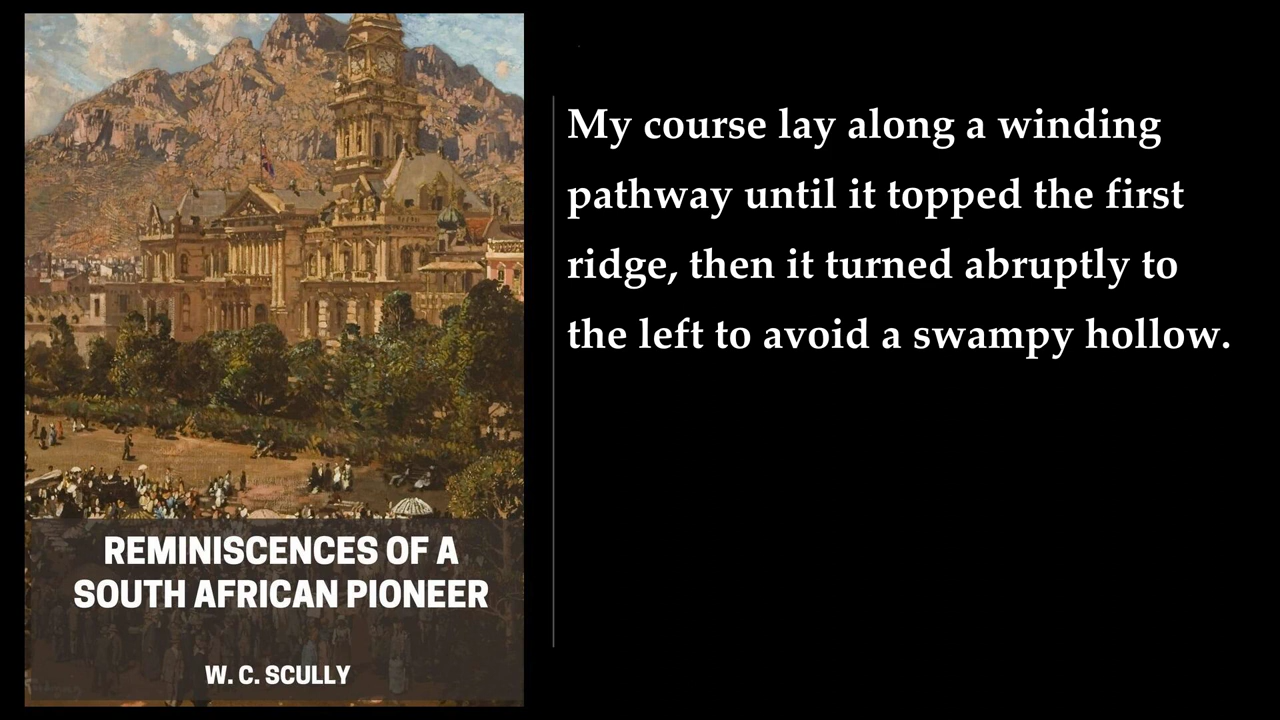 My course lay along a winding
pathway until it topped the first
ridge, then it turned abruptly to
the left to avoid a swampy hollow.
REMINISCENCES OF A
SOUTH AFRICAN PIONEER
W. C. SCULLY